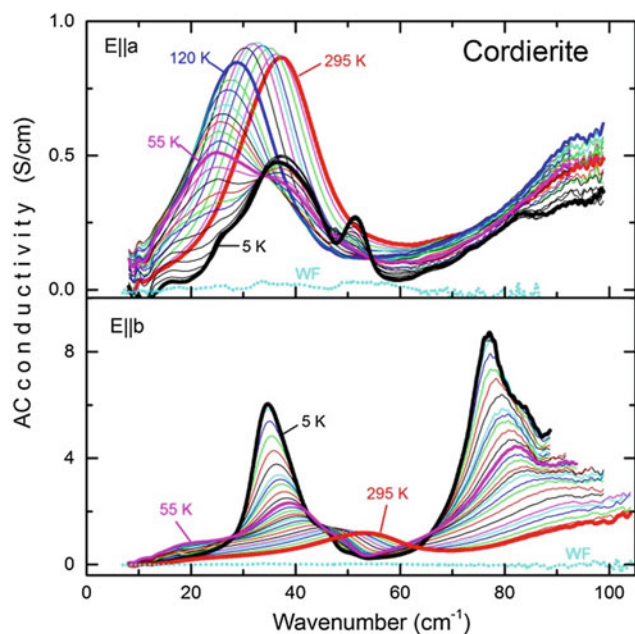 E||a
Cordierite
120 K
295 K
55 K
5 K
WF
1.0
0.5
0.0
AC conductivity (S/cm)
E||b
5 K
55 K
295 K
WF
8
4
0
0 20 40 60 80 100
Wavenumber (cm⁻¹)